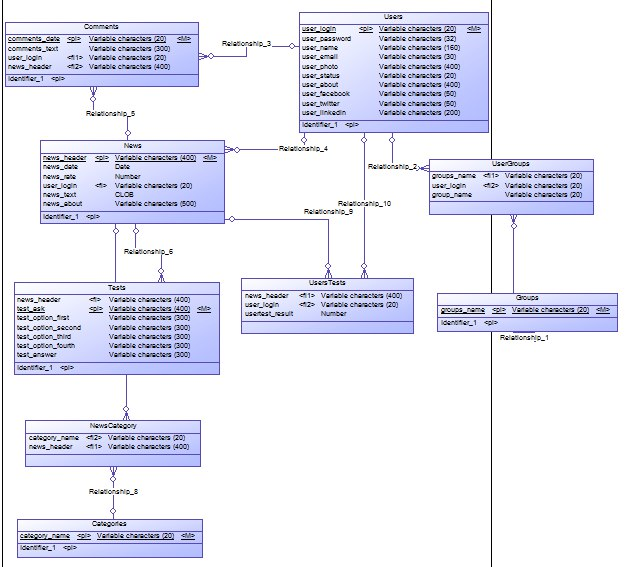 Comments
comments_date <pi> Variable characters (20) <M>
comments_text Variable characters (300)
user_login <fi1> Variable characters (20)
news_header <fi2> Variable characters (400)
Identifier_1 <pi>
Users
user_login <pi> Variable characters (20) <M>
user_password Variable characters (32)
user_name Variable characters (160)
user_email Variable characters (30)
user_photo Variable characters (400)
user_status Variable characters (20)
user_about Variable characters (400)
user_facebook Variable characters (50)
user_twitter Variable characters (50)
user_linkedin Variable characters (200)
Identifier_1 <pi>
Relationship_3
Relationship_5
Relationship_4
News
news_header <pi> Variable characters (400) <M>
news_date Date
news_rate Number
user_login <fi> Variable characters (20)
news_text CLOB
news_about Variable characters (500)
Identifier_1 <pi>
Relationship_2
UserGroups
groups_name <fi1> Variable characters (20)
user_login <fi2> Variable characters (20)
group_name Variable characters (20)
Relationship_10
Relationship_9
Relationship_6
Tests
news_header <fi> Variable characters (400)
test_ask <pi> Variable characters (400) <M>
test_option_first Variable characters (300)
test_option_second Variable characters (300)
test_option_third Variable characters (300)
test_option_fourth Variable characters (300)
test_answer Variable characters (300)
Identifier_1 <pi>
UsersTests
news_header <fi1> Variable characters (400)
user_login <fi2> Variable characters (20)
usertest_result Number
Groups
groups_name <pi> Variable characters (20) <M>
Identifier_1 <pi>
Relationship_1
NewsCategory
category_name <fi2> Variable characters (20)
news_header <fi1> Variable characters (400)
Relationship_8
Categories
category_name <pi> Variable characters (20) <M>
Identifier_1 <pi>